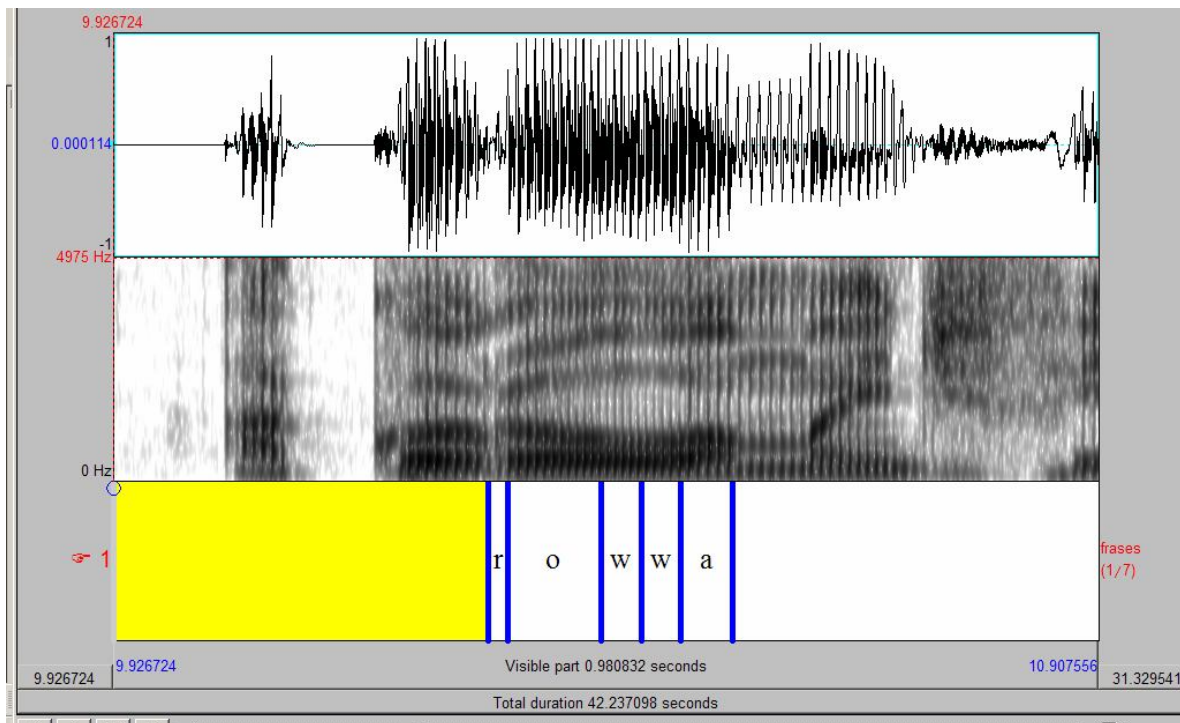 9.926724
1
0.000114
-1
4975 Hz
0 Hz
1 r o w w a frases
(1/7)
9.926724 Visible part 0.980832 seconds 10.907556
9.926724 31.329541
Total duration 42.237098 seconds